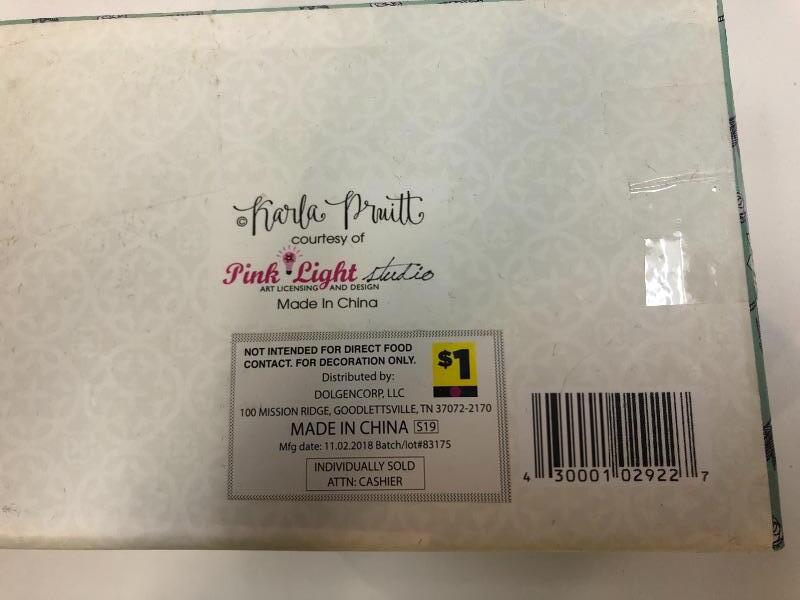 © Karla Pruitt
courtesy of
Pink Light studio
ART LICENSING AND DESIGN
Made In China
NOT INTENDED FOR DIRECT FOOD
CONTACT. FOR DECORATION ONLY.
$1
Distributed by:
DOLGENCORP, LLC
100 MISSION RIDGE, GOODLETTSVILLE, TN 37072-2170
MADE IN CHINA S19
Mfg date: 11.02.2018 Batch/lot#83175
INDIVIDUALLY SOLD
ATTN: CASHIER
4 30001 02922 7